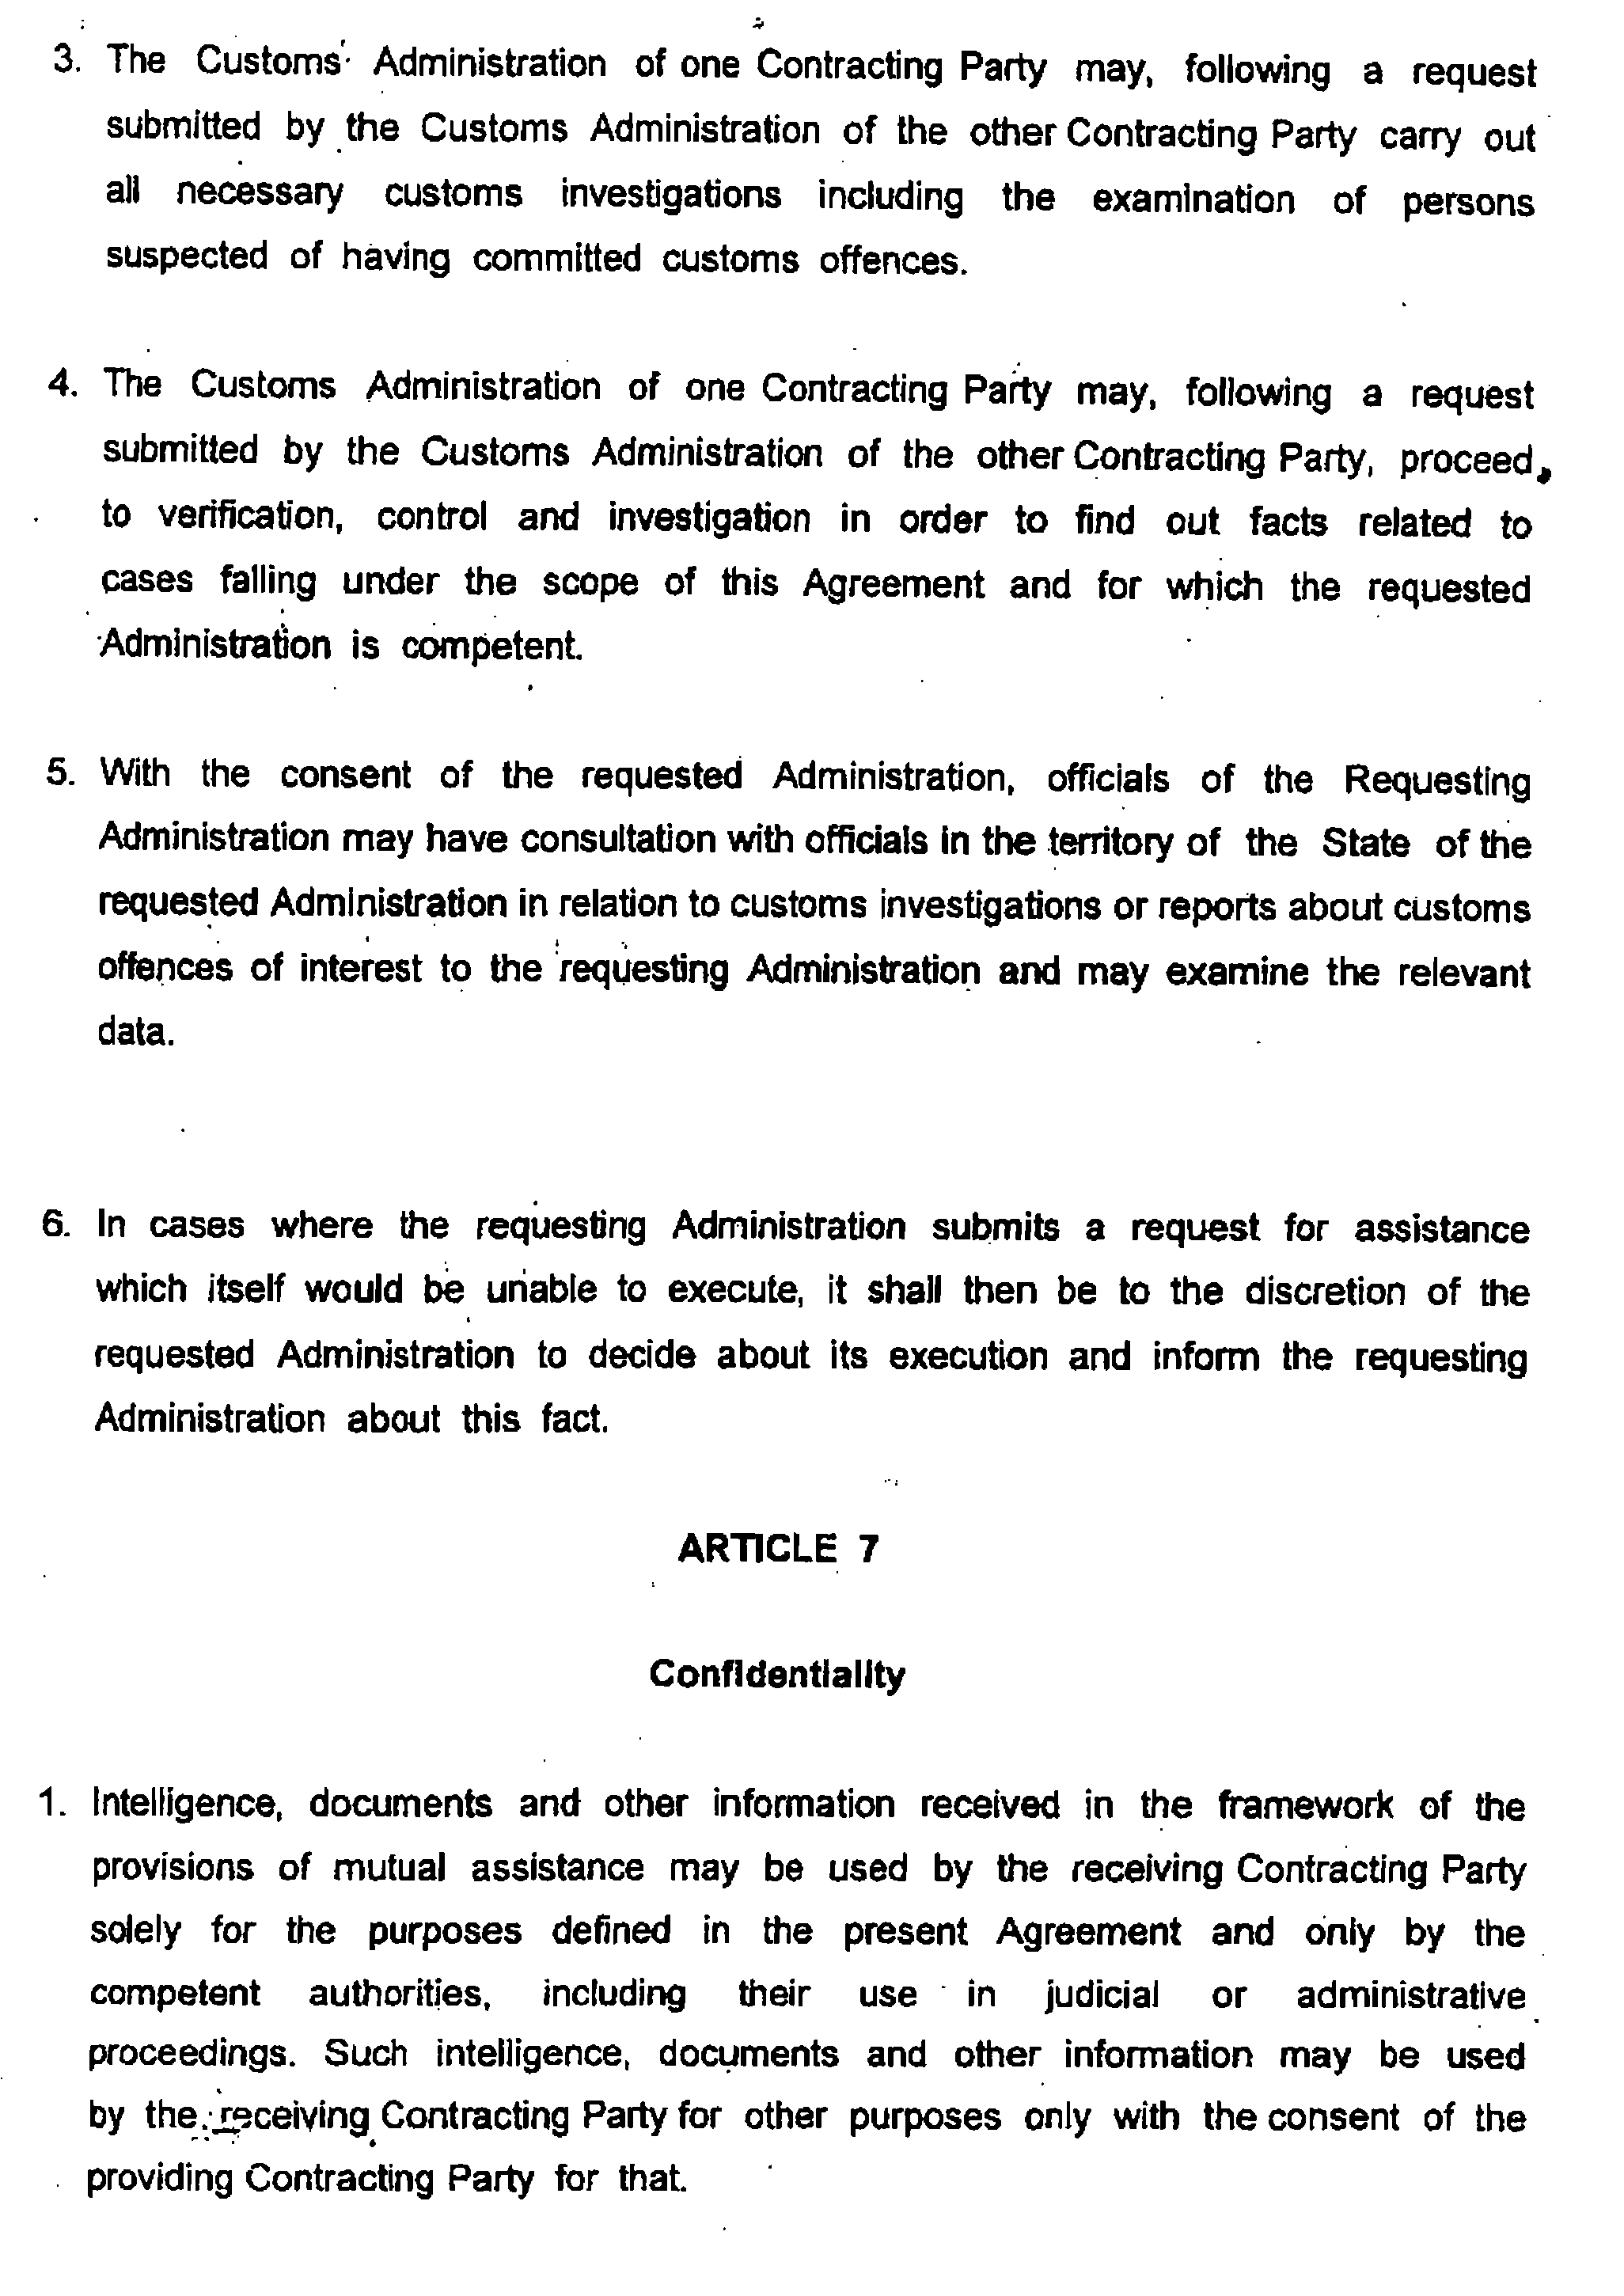 3. The Customs Administration of one Contracting Party may, following a request
submitted by the Customs Administration of the other Contracting Party carry out
all necessary customs investigations including the examination of persons
suspected of having committed customs offences.
4. The Customs Administration of one Contracting Party may, following a request
submitted by the Customs Administration of the other Contracting Party, proceed
to verification, control and investigation in order to find out facts related to
cases falling under the scope of this Agreement and for which the requested
Administration is competent.
5. With the consent of the requested Administration, officials of the Requesting
Administration may have consultation with officials in the territory of the State of the
requested Administration in relation to customs investigations or reports about customs
offences of interest to the requesting Administration and may examine the relevant
data.
6. In cases where the requesting Administration submits a request for assistance
which itself would be unable to execute, it shall then be to the discretion of the
requested Administration to decide about its execution and inform the requesting
Administration about this fact.
ARTICLE 7
Confidentiality
1. Intelligence, documents and other information received in the framework of the
provisions of mutual assistance may be used by the receiving Contracting Party
solely for the purposes defined in the present Agreement and only by the
competent authorities, including their use in judicial or administrative
proceedings. Such intelligence, documents and other information may be used
by the receiving Contracting Party for other purposes only with the consent of the
providing Contracting Party for that.